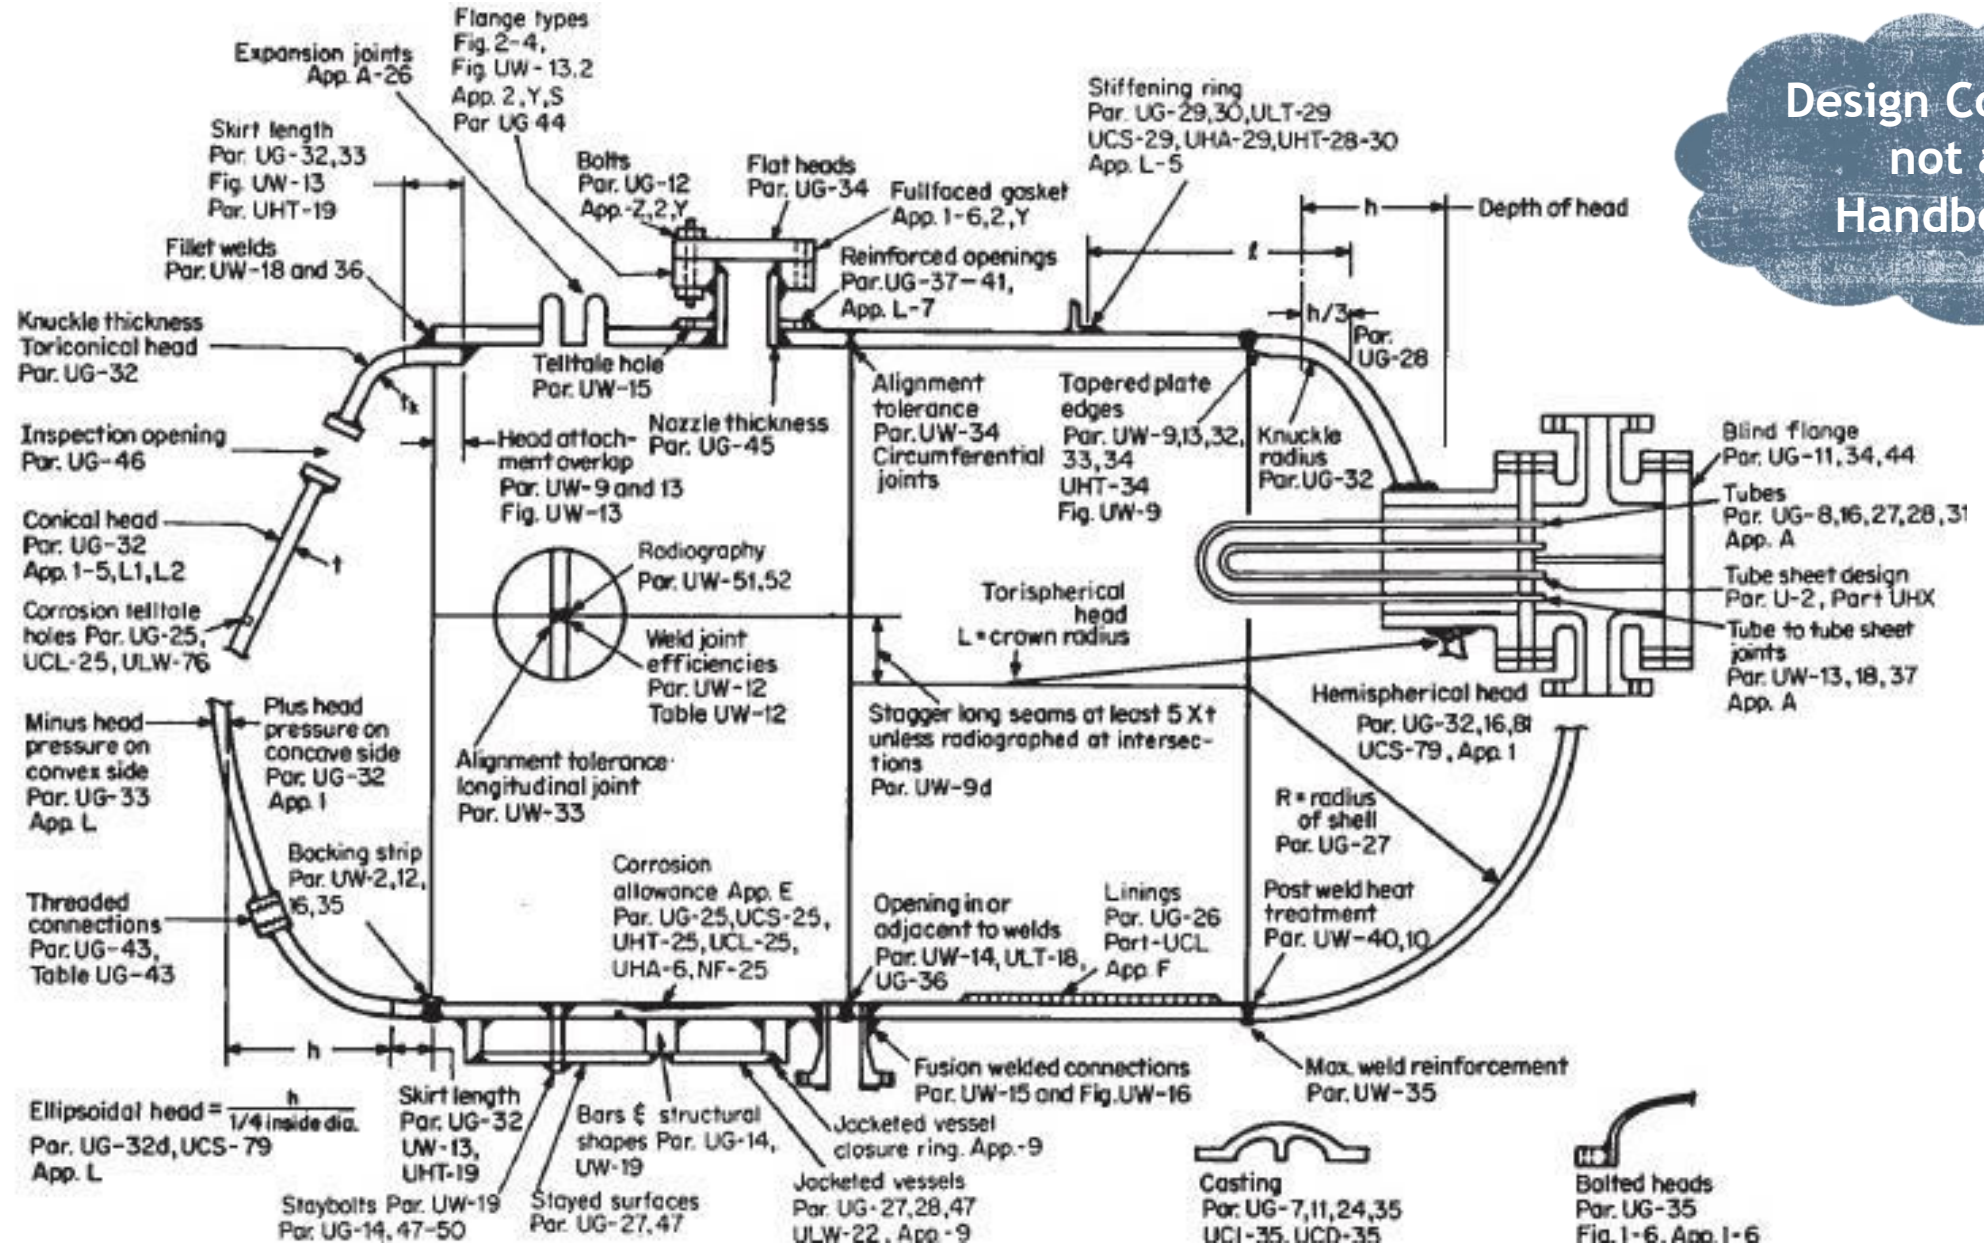 Flange types
Fig. 2-4,
Fig. UW-13.2
App. 2,Y,S
Par UG 44
Expansion joints
App. A-26
Skirt length
Par. UG-32,33
Fig. UW-13
Par. UHT-19
Fillet welds
Par. UW-18 and 36
Bolts
Par. UG-12
App.-Z,2,Y
Flat heads
Par. UG-34
Fullfaced gasket
App. 1-6,2,Y
Reinforced openings
Par. UG-37-41,
App. L-7
Stiffening ring
Par. UG-29,30,ULT-29
UCS-29, UHA-29,UHT-28-30
App. L-5
h
Depth of head
ℓ
h/3
Par.
UG-28
not
Knuckle thickness
Toriconical head
Par. UG-32
Inspection opening
Par. UG-46
Conical head
Par. UG-32
App. 1-5,L1,L2
t
Corrosion telltale
holes Par. UG-25,
UCL-25, ULW-76
Telltale hole
Par. UW-15
Nozzle thickness
Par. UG-45
Head attach-
ment overlap
Par. UW-9 and 13
Fig. UW-13
Alignment
tolerance
Par. UW-34
Circumferential
joints
Tapered plate
edges
Par. UW-9,13,32,
33,34
UHT-34
Fig. UW-9
Knuckle
radius
Par. UG-32
Blind flange
Par. UG-11,34,44
Tubes
Par. UG-8,16,27,28,31
App. A
Tube sheet design
Par. U-2, Part UHX
Tube to tube sheet
joints
Par. UW-13,18,37
App. A
Radiography
Par. UW-51,52
Weld joint
efficiencies
Par. UW-12
Table UW-12
Alignment tolerance
longitudinal joint
Par. UW-33
Torispherical
head
L=crown radius
Stagger long seams at least 5 X t
unless radiographed at intersec-
tions
Par. UW-9d
Hemispherical head
Par. UG-32,16,81
UCS-79, App. 1
R=radius
of shell
Par. UG-27
Minus head
pressure on
convex side
Par. UG-33
App. L
Plus head
pressure on
concave side
Par. UG-32
App. 1
Backing strip
Par. UW-2,12,
16,35
Threaded
connections
Par. UG-43,
Table UG-43
Corrosion
allowance App. E
Par. UG-25,UCS-25,
UHT-25,UCL-25,
UHA-6,NF-25
Opening in or
adjacent to welds
Par. UW-14, ULT-18,
UG-36
Linings
Par. UG-26
Part-UCL
App. F
Post weld heat
treatment
Par. UW-40,10
h
Ellipsoidal head = h
1/4 inside dia.
Par. UG-32d, UCS-79
App. L
Skirt length
Par. UG-32
UW-13,
UHT-19
Staybolts Par. UW-19
Par. UG-14, 47-50
Stayed surfaces
Par. UG-27,47
Bars & structural
shapes Par. UG-14,
UW-19
Jacketed vessel
closure ring. App.-9
Jacketed vessels
Par. UG-27,28,47
ULW-22, App.-9
Fusion welded connections
Par. UW-15 and Fig. UW-16
Max. weld reinforcement
Par. UW-35
Casting
Par. UG-7,11,24,35
UCI-35, UCD-35
Bolted heads
Par. UG-35
Fig. 1-6, App. 1-6
Design